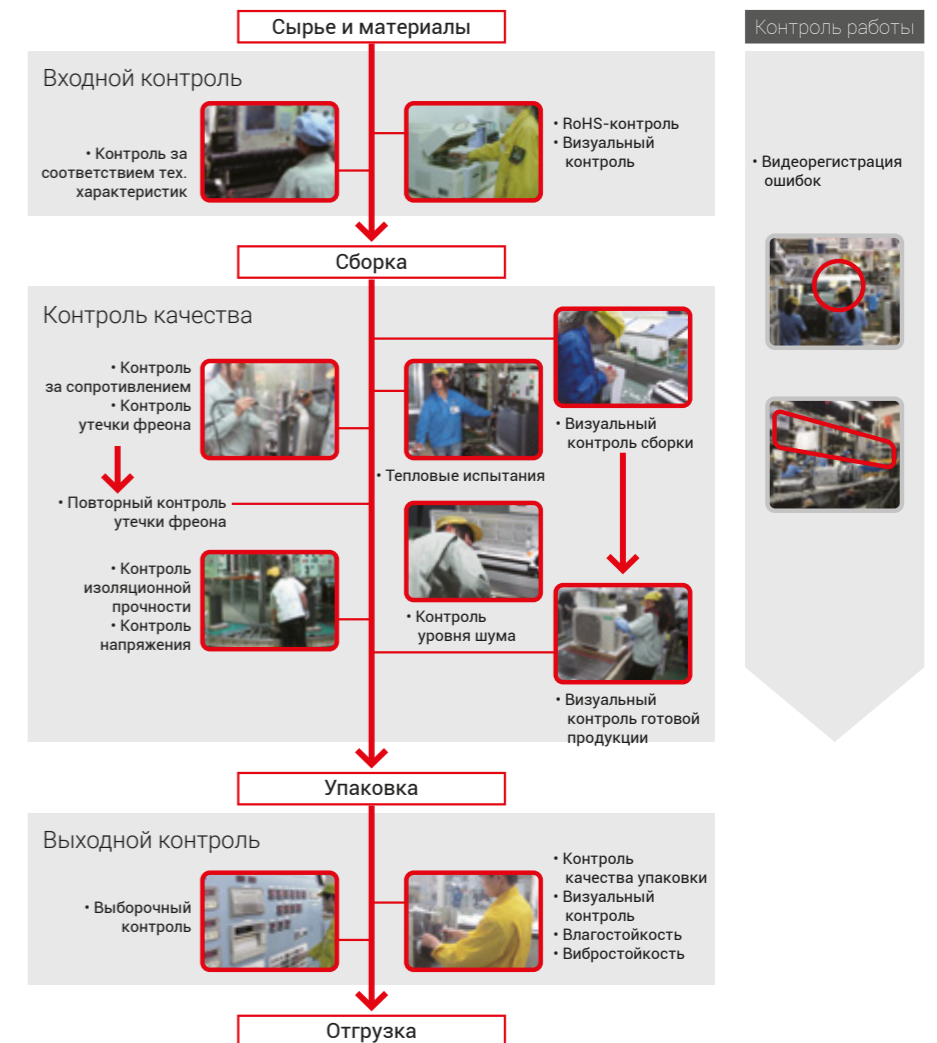 Сырье и материалы
Контроль работы
Входной контроль
• Контроль за
соответствием тех.
характеристик
• RoHS-контроль
• Визуальный
контроль
• Видеорегистрация
ошибок
Сборка
Контроль качества
• Контроль
за сопротивлением
• Контроль
утечки фреона
• Тепловые испытания
• Визуальный
контроль сборки
• Повторный контроль
утечки фреона
• Контроль
изоляционной
прочности
• Контроль
напряжения
• Контроль
уровня шума
• Визуальный
контроль готовой
продукции
Упаковка
Выходной контроль
• Выборочный
контроль
• Контроль
качества упаковки
• Визуальный
контроль
• Влагостойкость
• Вибростойкость
Отгрузка